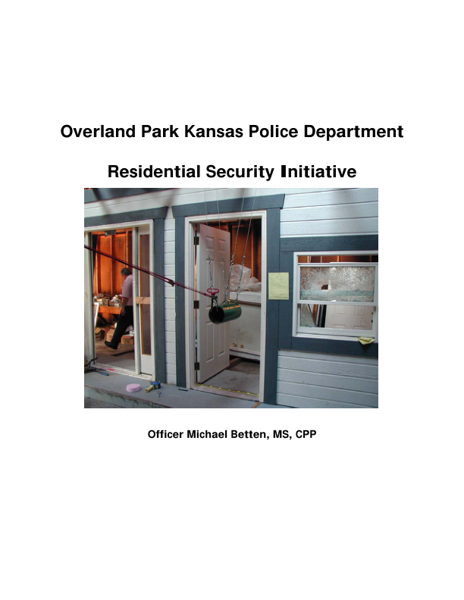 Overland Park Kansas Police Department
Residential Security Initiative
Officer Michael Betten, MS, CPP